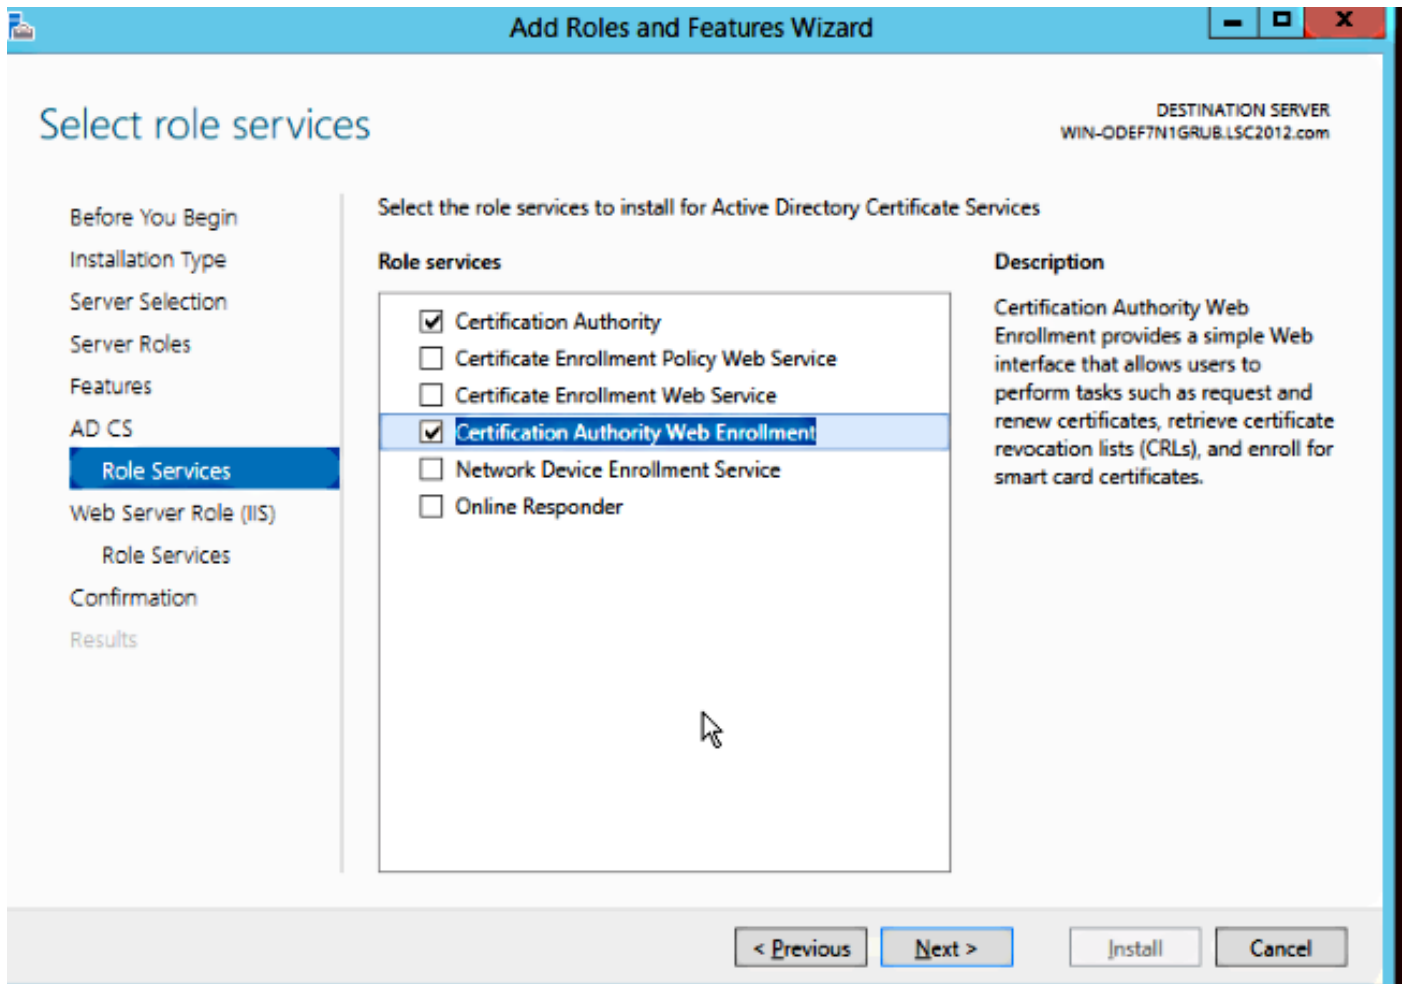 Add Roles and Features Wizard
Select role services
DESTINATION SERVER
WIN-ODEF7N1GRUB.LSC2012.com
Before You Begin
Installation Type
Server Selection
Server Roles
Features
AD CS
Role Services
Web Server Role (IIS)
Role Services
Confirmation
Results
Select the role services to install for Active Directory Certificate Services
Role services
Certification Authority
Certificate Enrollment Policy Web Service
Certificate Enrollment Web Service
Certification Authority Web Enrollment
Network Device Enrollment Service
Online Responder
Description
Certification Authority Web
Enrollment provides a simple Web
interface that allows users to
perform tasks such as request and
renew certificates, retrieve certificate
revocation lists (CRLs), and enroll for
smart card certificates.
< Previous
Next >
Install
Cancel